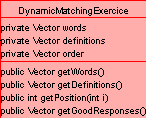 DynamicMatchingExercice
private Vector words
private Vector definitions
private Vector order
public Vector getWords()
public Vector getDefinitions()
public int getPosition(int i)
public Vector getGoodResponses()